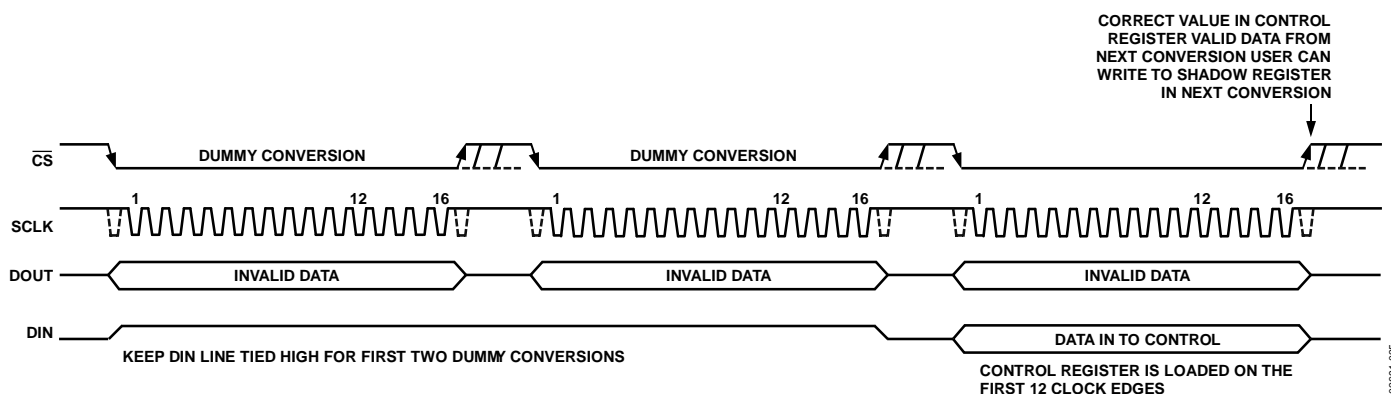 CORRECT VALUE IN CONTROL
REGISTER VALID DATA FROM
NEXT CONVERSION USER CAN
WRITE TO SHADOW REGISTER
IN NEXT CONVERSION
CS
DUMMY CONVERSION
DUMMY CONVERSION
SCLK
1 12 16 1 12 16 1 12 16
DOUT
INVALID DATA
INVALID DATA
INVALID DATA
DIN
DATA IN TO CONTROL
KEEP DIN LINE TIED HIGH FOR FIRST TWO DUMMY CONVERSIONS
CONTROL REGISTER IS LOADED ON THE
FIRST 12 CLOCK EDGES